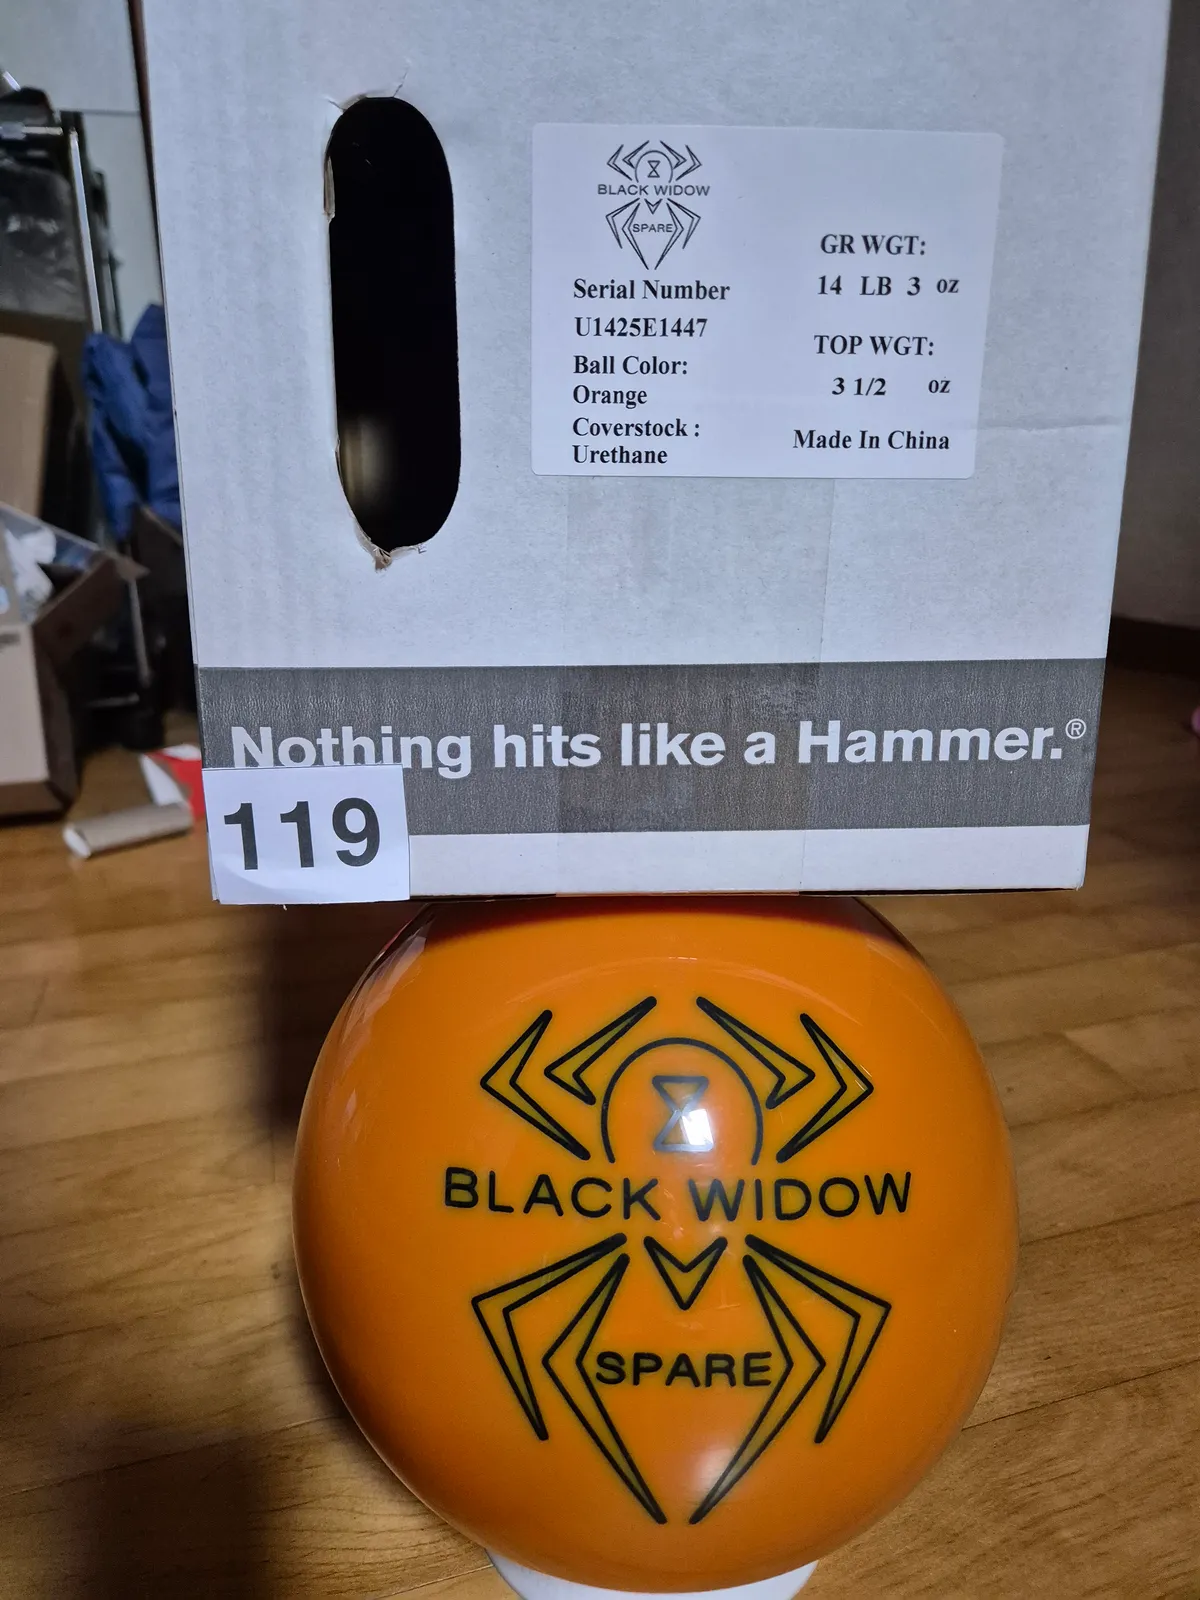 BLACK WIDOW
SPARE
Serial Number
U1425E1447
Ball Color:
Orange
Coverstock :
Urethane
GR WGT:
14 LB 3 oz
TOP WGT:
3 1/2 oz
Made In China
Nothing hits like a Hammer.®
119
BLACK WIDOW
SPARE